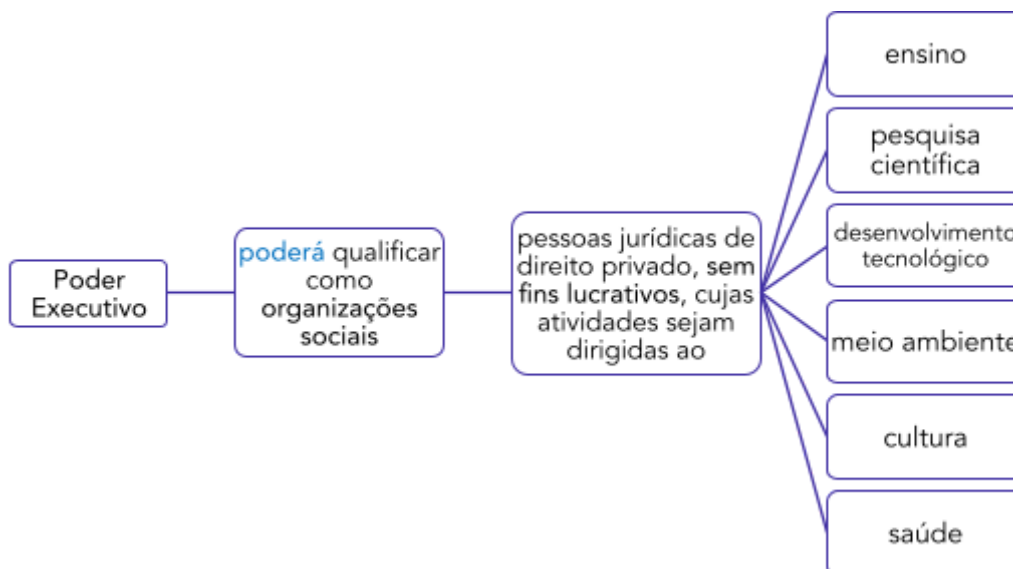 Poder
Executivo
poderá qualificar
como
organizações
sociais
pessoas jurídicas de
direito privado, sem
fins lucrativos, cujas
atividades sejam
dirigidas ao
ensino
pesquisa
científica
desenvolvimento
tecnológico
meio ambiente
cultura
saúde